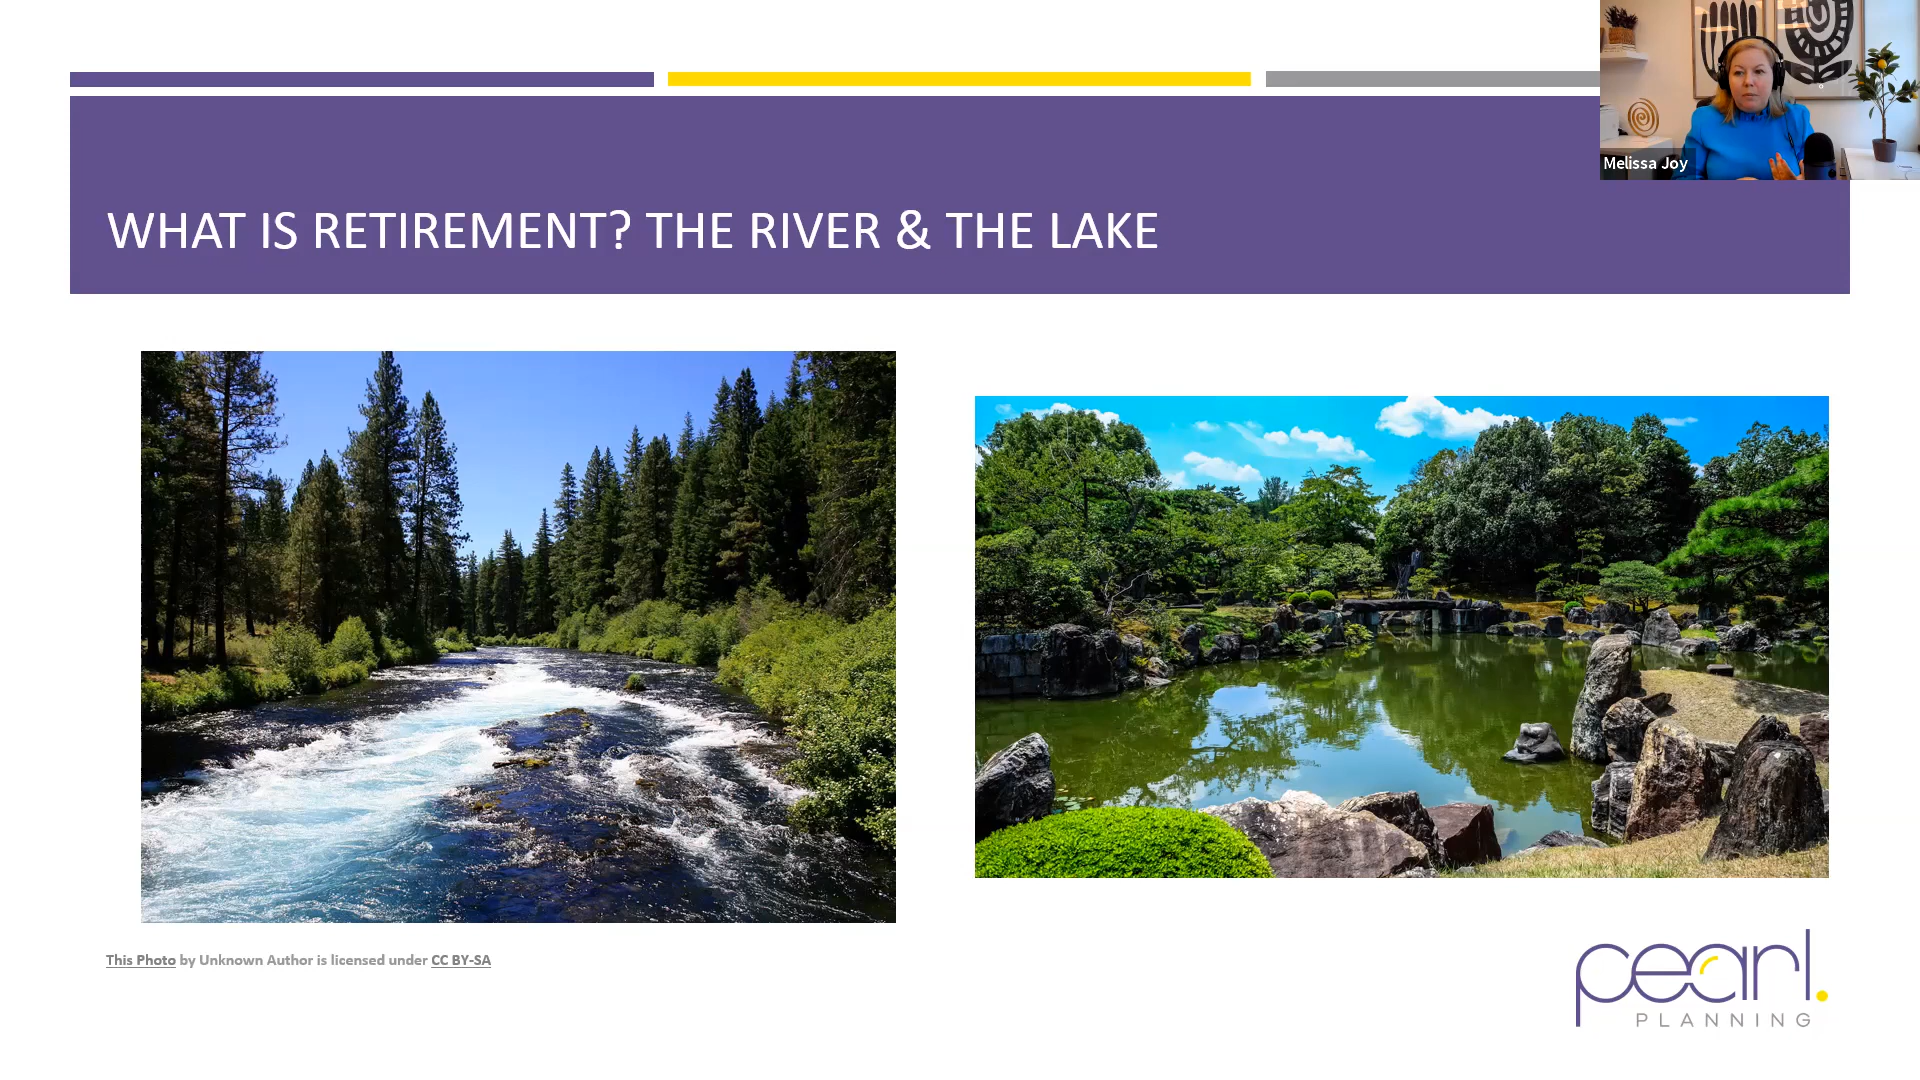 Melissa Joy
WHAT IS RETIREMENT? THE RIVER & THE LAKE
This Photo by Unknown Author is licensed under CC BY-SA
pearl.
PLANNING